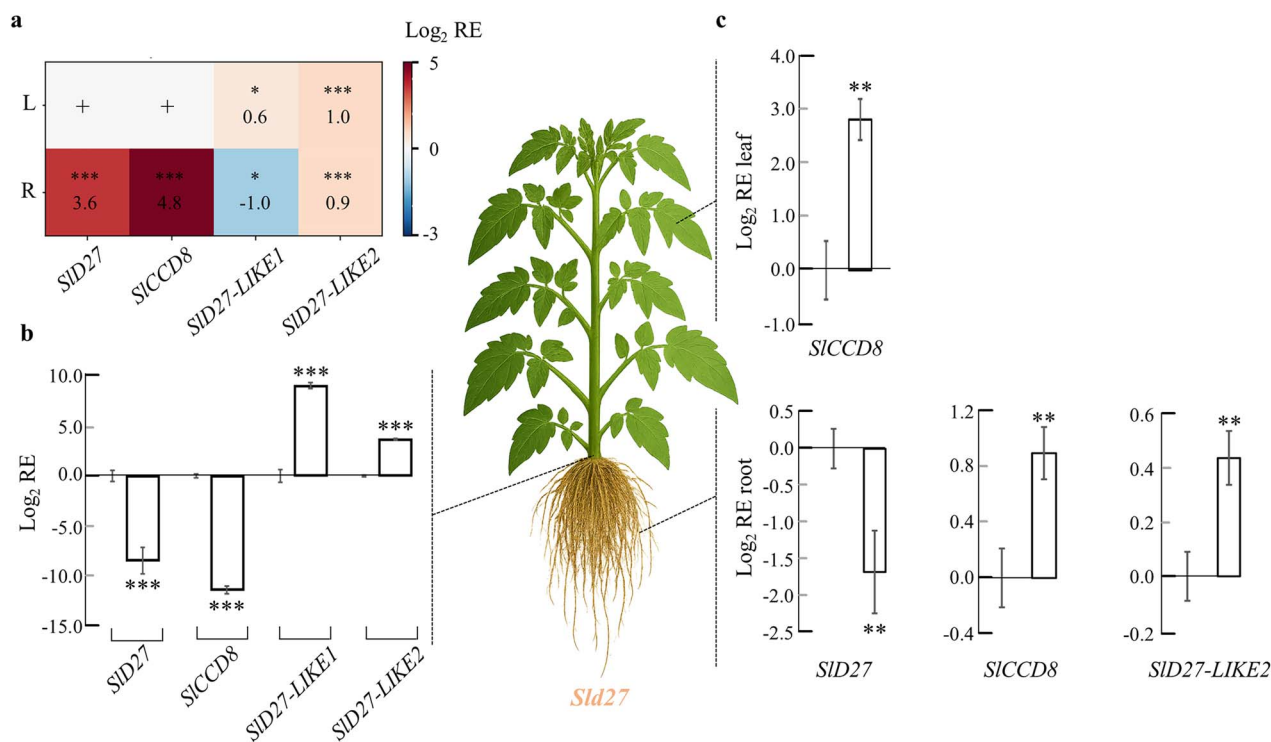 a
Log₂ RE
L
+
+
*
0.6
***
1.0
R
***
3.6
***
4.8
*
-1.0
***
0.9
5
0
-3
SlD27
SlCCD8
SlD27-LIKE1
SlD27-LIKE2
b
Log₂ RE
10.0
5.0
0.0
-5.0
-10.0
-15.0
***
***
***
***
SlD27
SlCCD8
SlD27-LIKE1
SlD27-LIKE2
Sld27
c
Log₂ RE leaf
4.0
3.0
2.0
1.0
0.0
-1.0
**
SlCCD8
Log₂ RE root
0.5
0.0
-0.5
-1.0
-1.5
-2.0
-2.5
**
SlD27
1.2
0.8
0.4
0.0
-0.4
**
SlCCD8
0.6
0.4
0.2
0.0
-0.2
**
SlD27-LIKE2